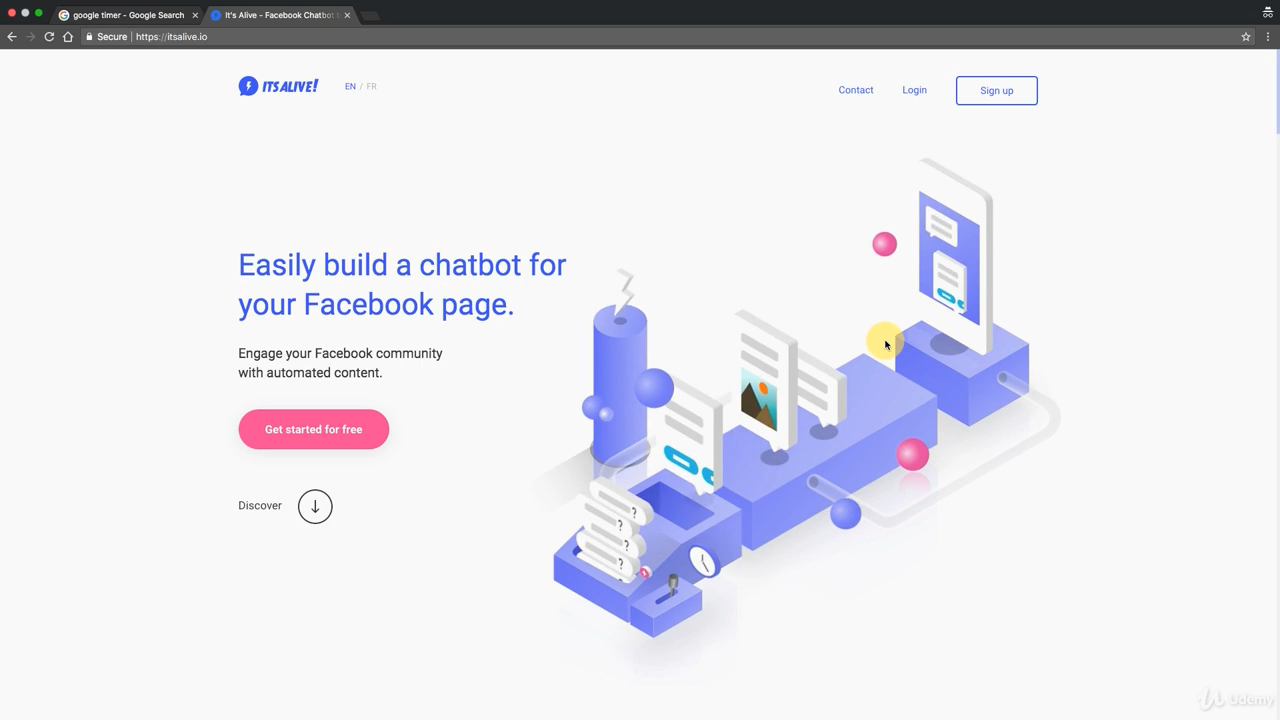 google timer - Google Search
It's Alive - Facebook Chatbot
Secure
https://itsalive.io
ITS ALIVE!
EN / FR
Contact
Login
Sign up
Easily build a chatbot for
your Facebook page.
Engage your Facebook community
with automated content.
Get started for free
Discover
?
?
?
?
Udemy